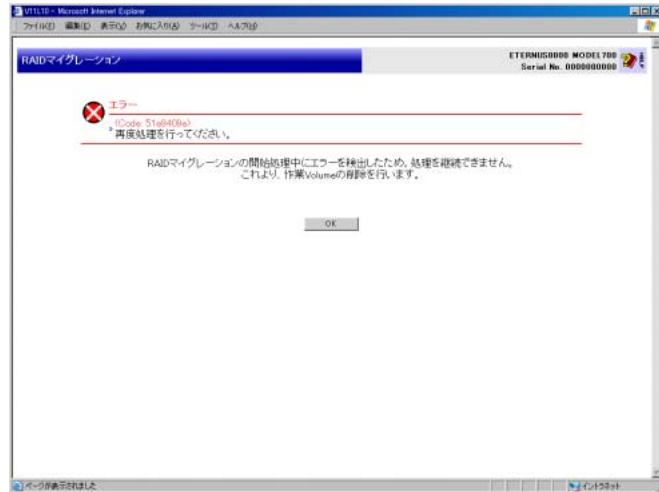 VT1L10 - Microsoft Internet Explorer
ファイル(F) 編集(E) 表示(V) お気に入り(A) ツール(T) ヘルプ(H)
RAIDマイグレーション
ETERNUS8000 MODEL700
Serial No. 0000000000
HELP
エラー
(Code: 51a9409a)
再度処理を行ってください。
RAIDマイグレーションの開始処理中にエラーを検出したため、処理を継続できません。
これより、作業Volumeの削除を行います。
OK
ページが表示されました
イントラネット